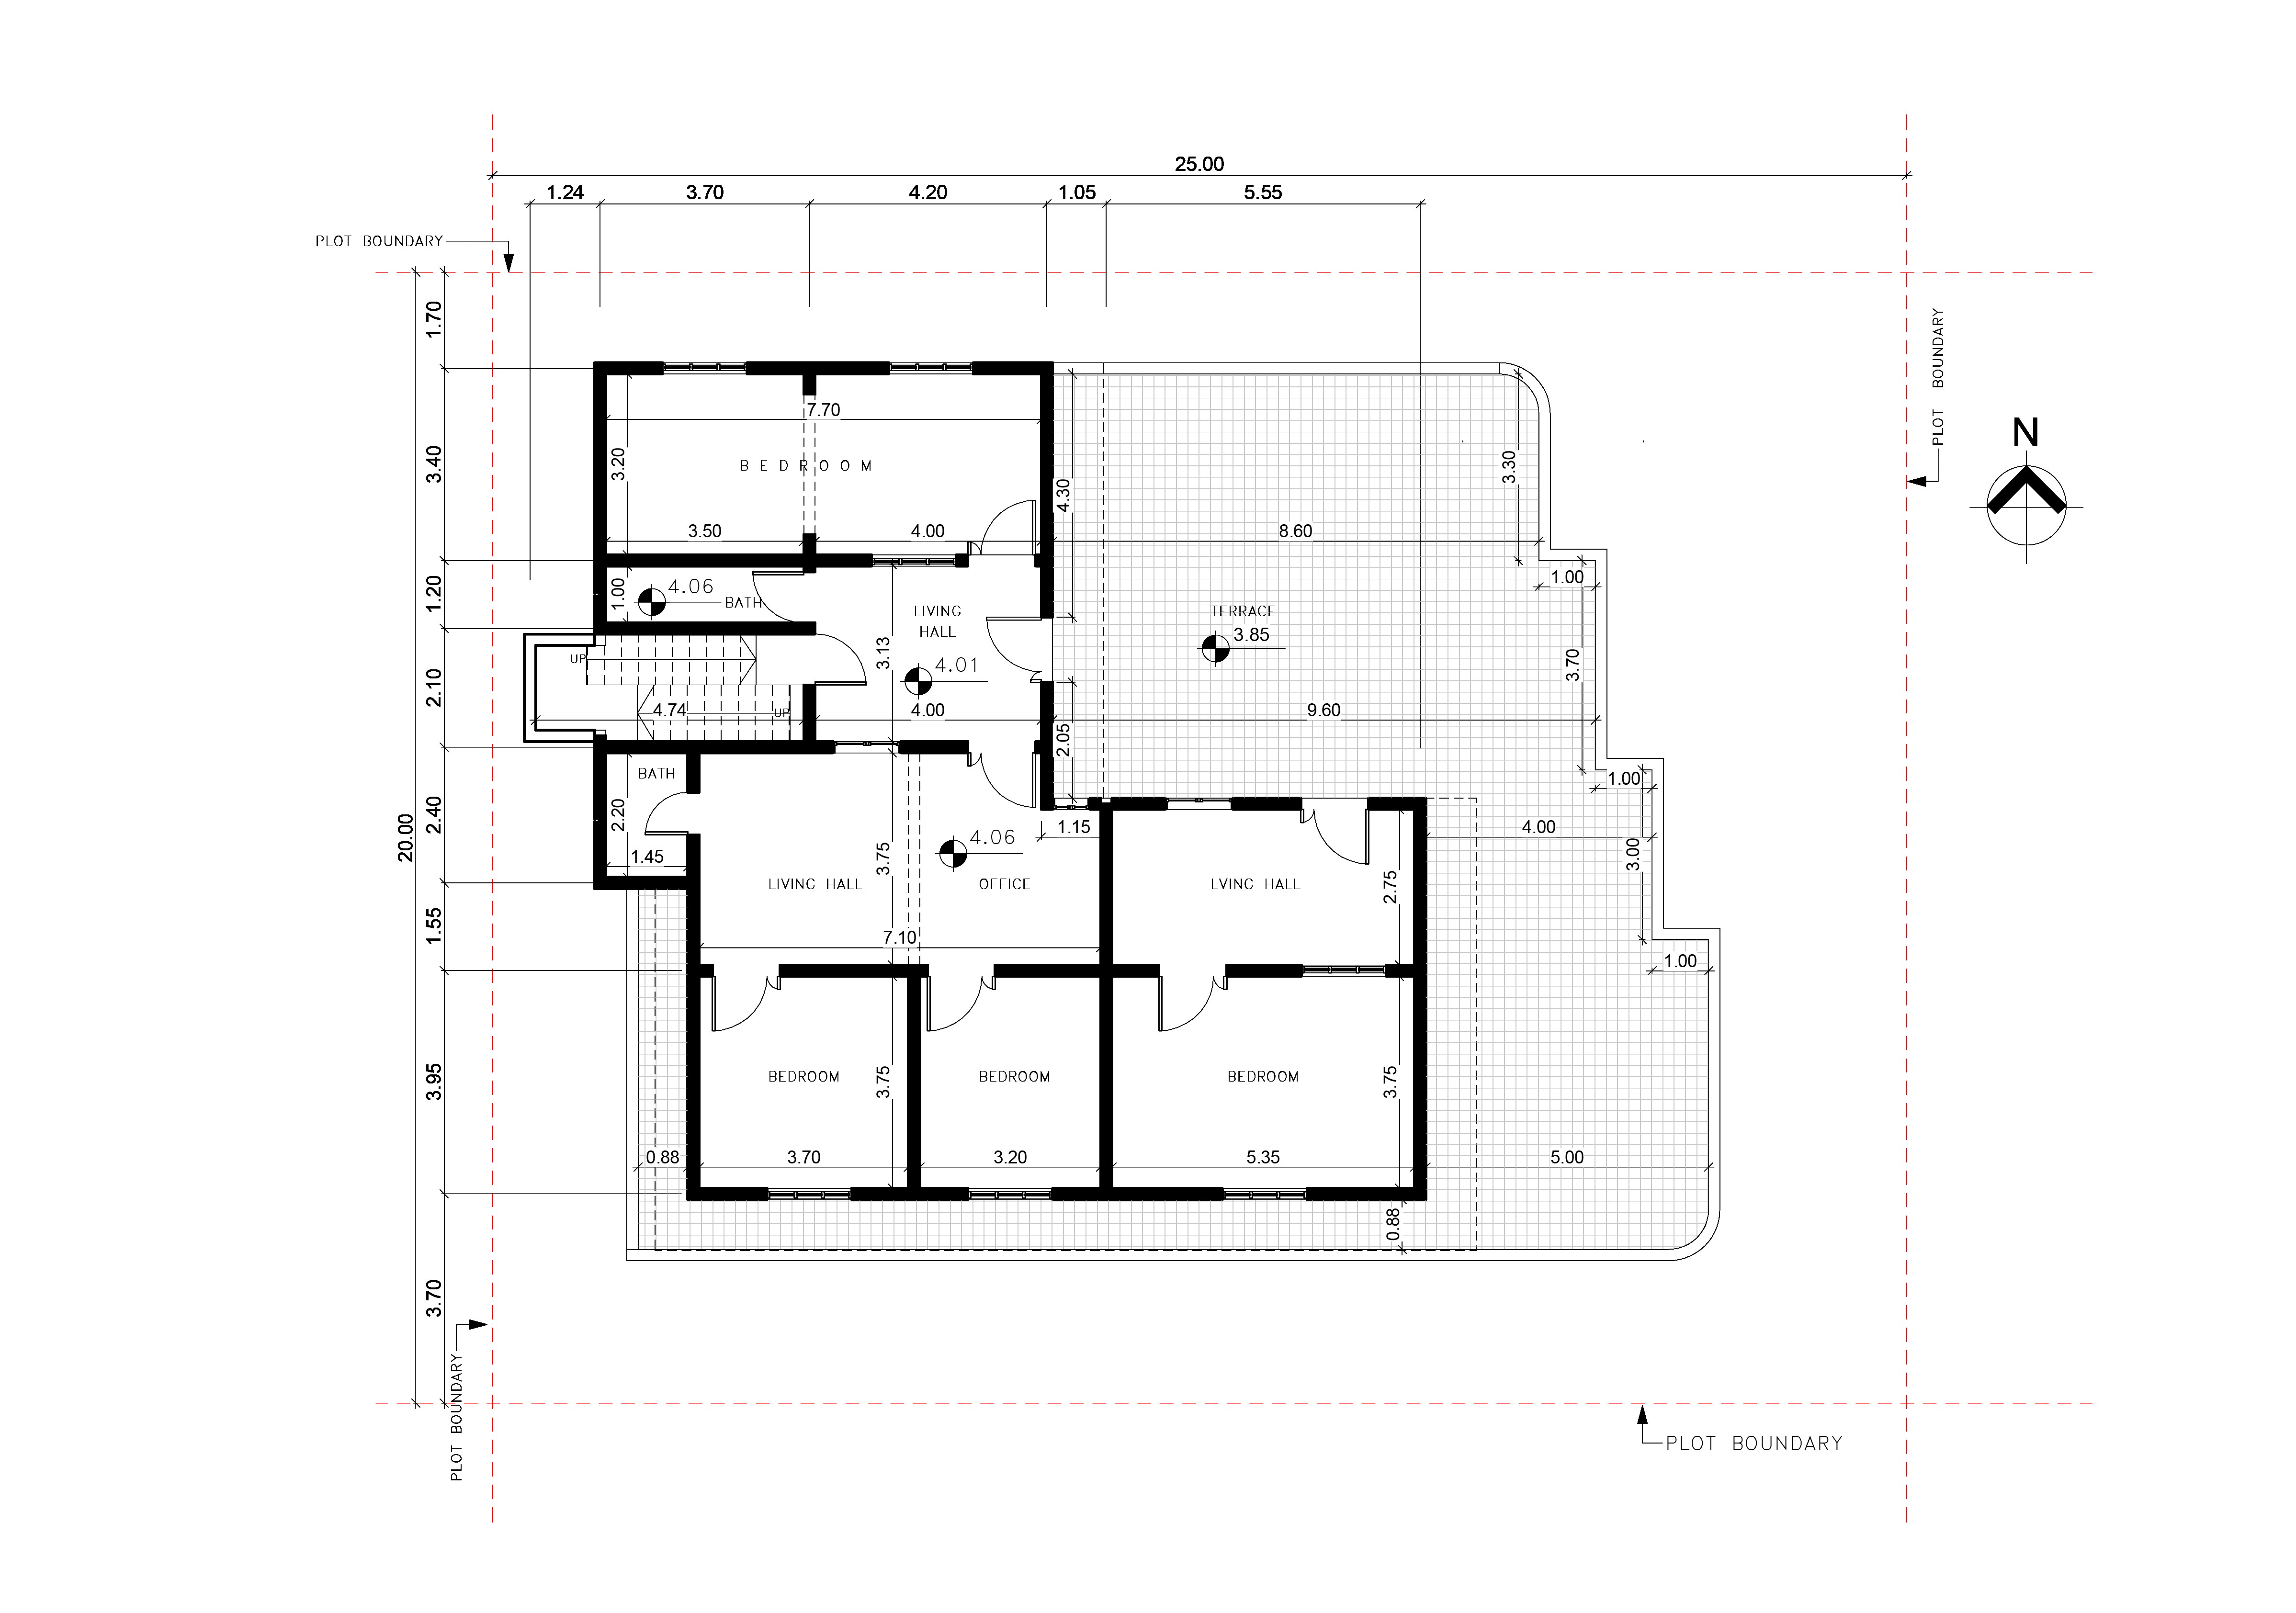 25.00
1.24 3.70 4.20 1.05 5.55
PLOT BOUNDARY
1.70
PLOT BOUNDARY
N
7.70
3.40
3.20
BEDROOM
4.30
3.30
3.50
4.00
8.60
1.20
1.00
4.06
BATH
LIVING
HALL
TERRACE
3.85
1.00
UP
3.13
4.01
3.70
2.10
4.74
UP
4.00
2.05
9.60
BATH
1.00
20.00
2.40
2.20
1.15
4.06
4.00
1.45
3.75
3.00
LIVING HALL
OFFICE
LVING HALL
2.75
1.55
7.10
1.00
3.95
BEDROOM
3.75
BEDROOM
BEDROOM
3.75
0.88
3.70
3.20
5.35
5.00
0.88
3.70
PLOT BOUNDARY
PLOT BOUNDARY